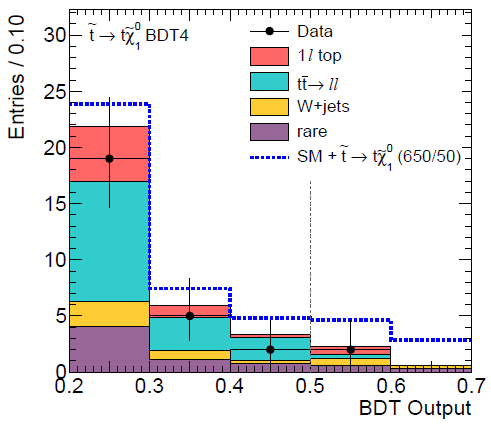 t̃ → tχ̃₁⁰ BDT4
Data
1l top
tt̄→ ll
W+jets
rare
SM + t̃ → tχ̃₁⁰ (650/50)
Entries / 0.10
30
25
20
15
10
5
0
0.2 0.3 0.4 0.5 0.6 0.7
BDT Output